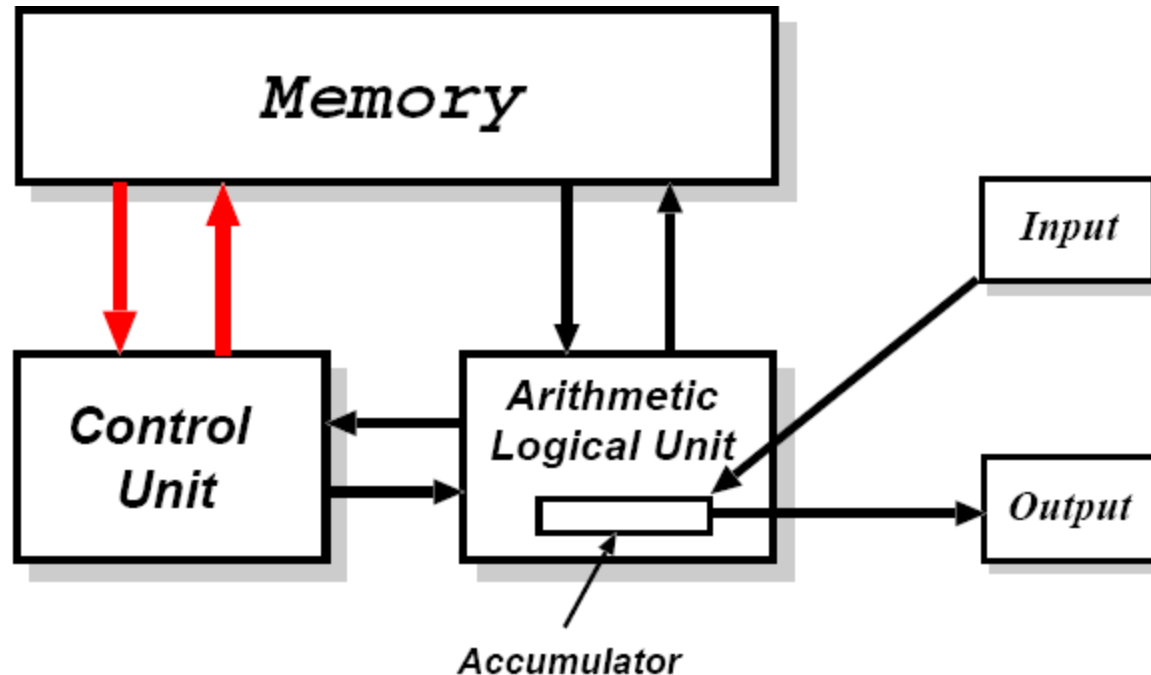 Memory
Input
Control
Unit
Arithmetic
Logical Unit
Output
Accumulator